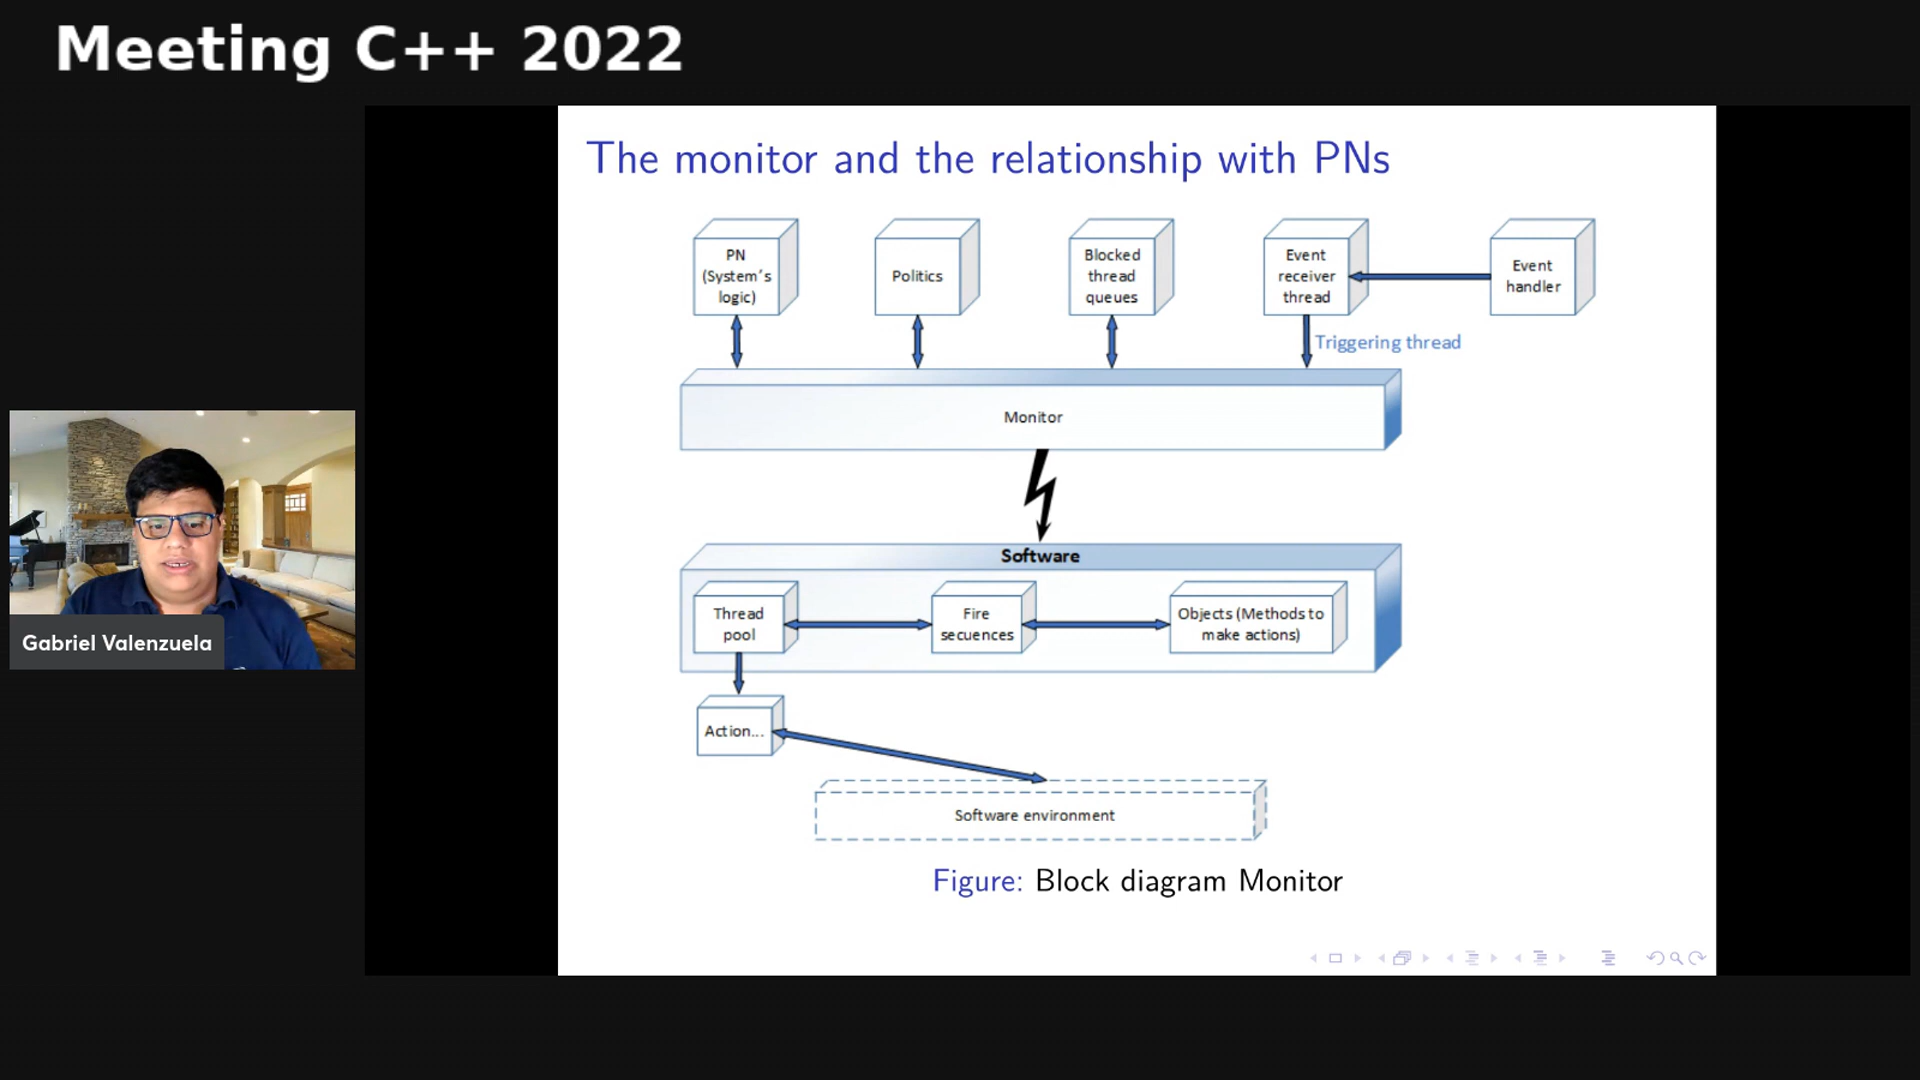 Meeting C++ 2022
The monitor and the relationship with PNs
PN
(System's
logic)
Politics
Blocked
thread
queues
Event
receiver
thread
Event
handler
Triggering thread
Monitor
Software
Thread
pool
Fire
secuences
Objects (Methods to
make actions)
Action...
Software environment
Figure: Block diagram Monitor
Gabriel Valenzuela